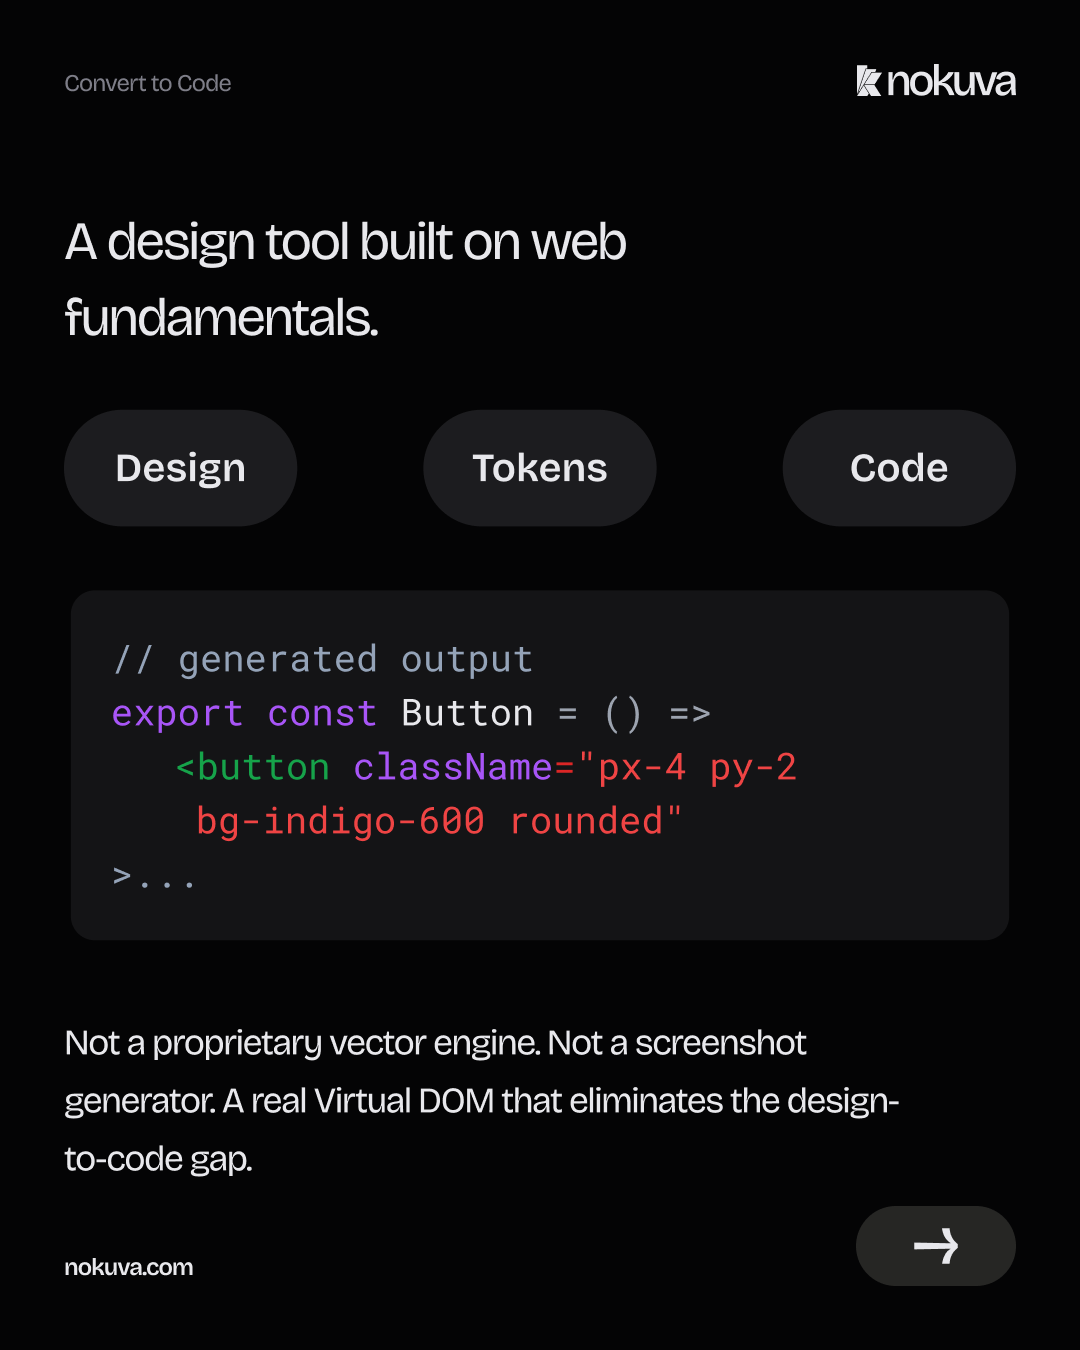 Convert to Code
nokuva
A design tool built on web
fundamentals.
Design
Tokens
Code
// generated output
export const Button = () =>
<button className="px-4 py-2
bg-indigo-600 rounded"
>...
Not a proprietary vector engine. Not a screenshot
generator. A real Virtual DOM that eliminates the design-
to-code gap.
nokuva.com